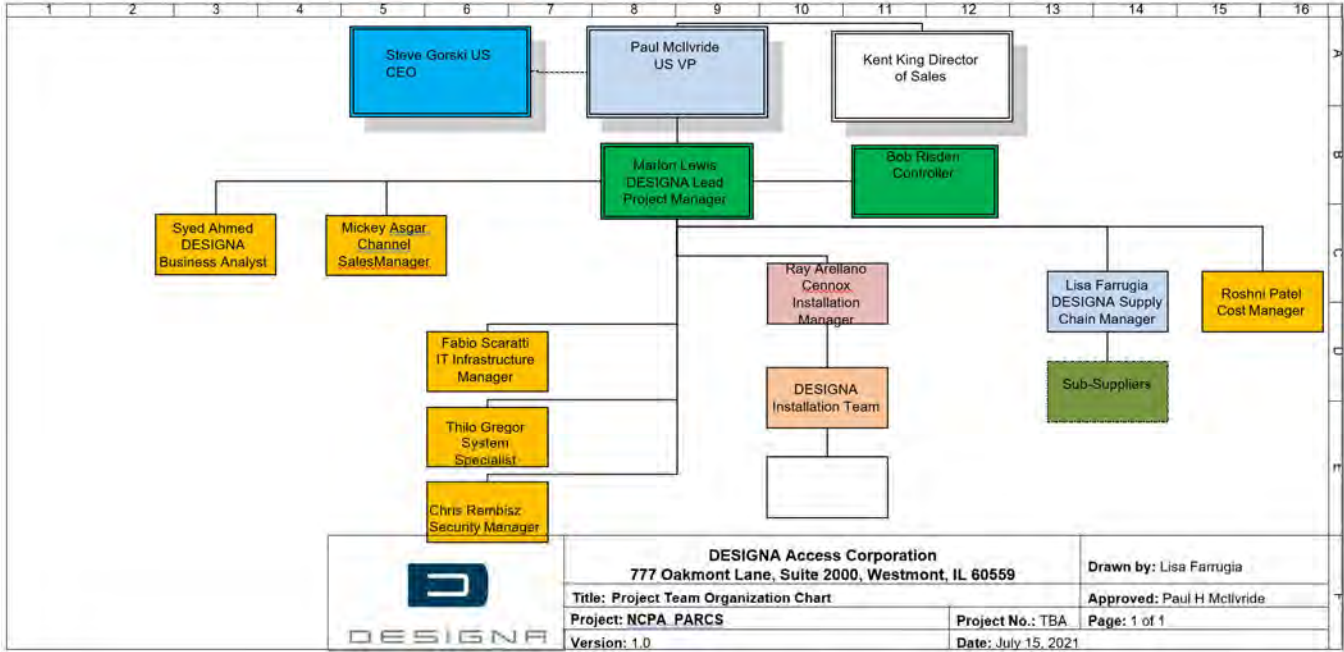 1 2 3 4 5 6 7 8 9 10 11 12 13 14 15 16
A
Steve Gorski US
CEO
Paul McIlvride
US VP
Kent King Director
of Sales
B
Marlon Lewis
DESIGNA Lead
Project Manager
Bob Risden
Controller
C
Syed Ahmed
DESIGNA
Business Analyst
Mickey Asgar
Channel
SalesManager
Ray Arellano
Cennox
Installation
Manager
Lisa Farrugia
DESIGNA Supply
Chain Manager
Roshni Patel
Cost Manager
D
Fabio Scaratti
IT Infrastructure
Manager
DESIGNA
Installation Team
Sub-Suppliers
Thilo Gregor
System
Specialist
E
Chris Rembisz
Security Manager
F
DESIGNA
DESIGNA Access Corporation
777 Oakmont Lane, Suite 2000, Westmont, IL 60559
Drawn by: Lisa Farrugia
Title: Project Team Organization Chart
Approved: Paul H McIlvride
Project: NCPA PARCS
Project No.: TBA
Page: 1 of 1
Version: 1.0
Date: July 15, 2021